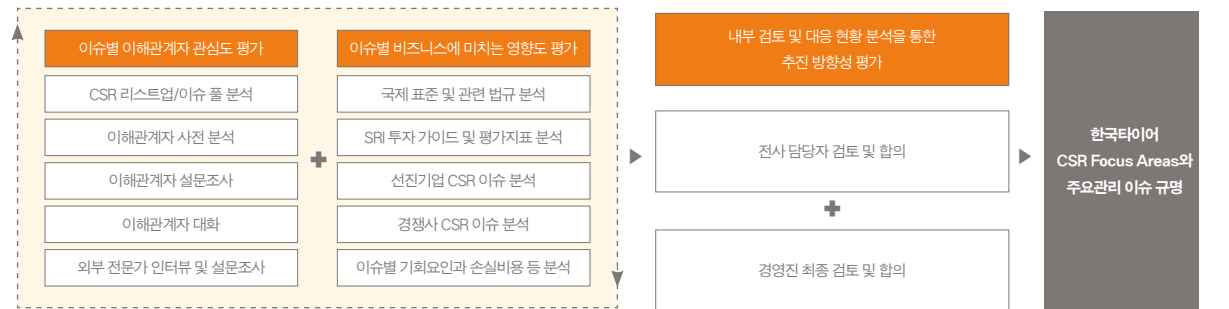 이슈별 이해관계자 관심도 평가
CSR 리스트업/이슈 풀 분석
이해관계자 사전 분석
이해관계자 설문조사
이해관계자 대화
외부 전문가 인터뷰 및 설문조사
이슈별 비즈니스에 미치는 영향도 평가
국제 표준 및 관련 법규 분석
SRI 투자 가이드 및 평가지표 분석
선진기업 CSR 이슈 분석
경쟁사 CSR 이슈 분석
이슈별 기회요인과 손실비용 등 분석
내부 검토 및 대응 현황 분석을 통한
추진 방향성 평가
전사 담당자 검토 및 합의
경영진 최종 검토 및 합의
한국타이어
CSR Focus Areas와
주요관리 이슈 규명